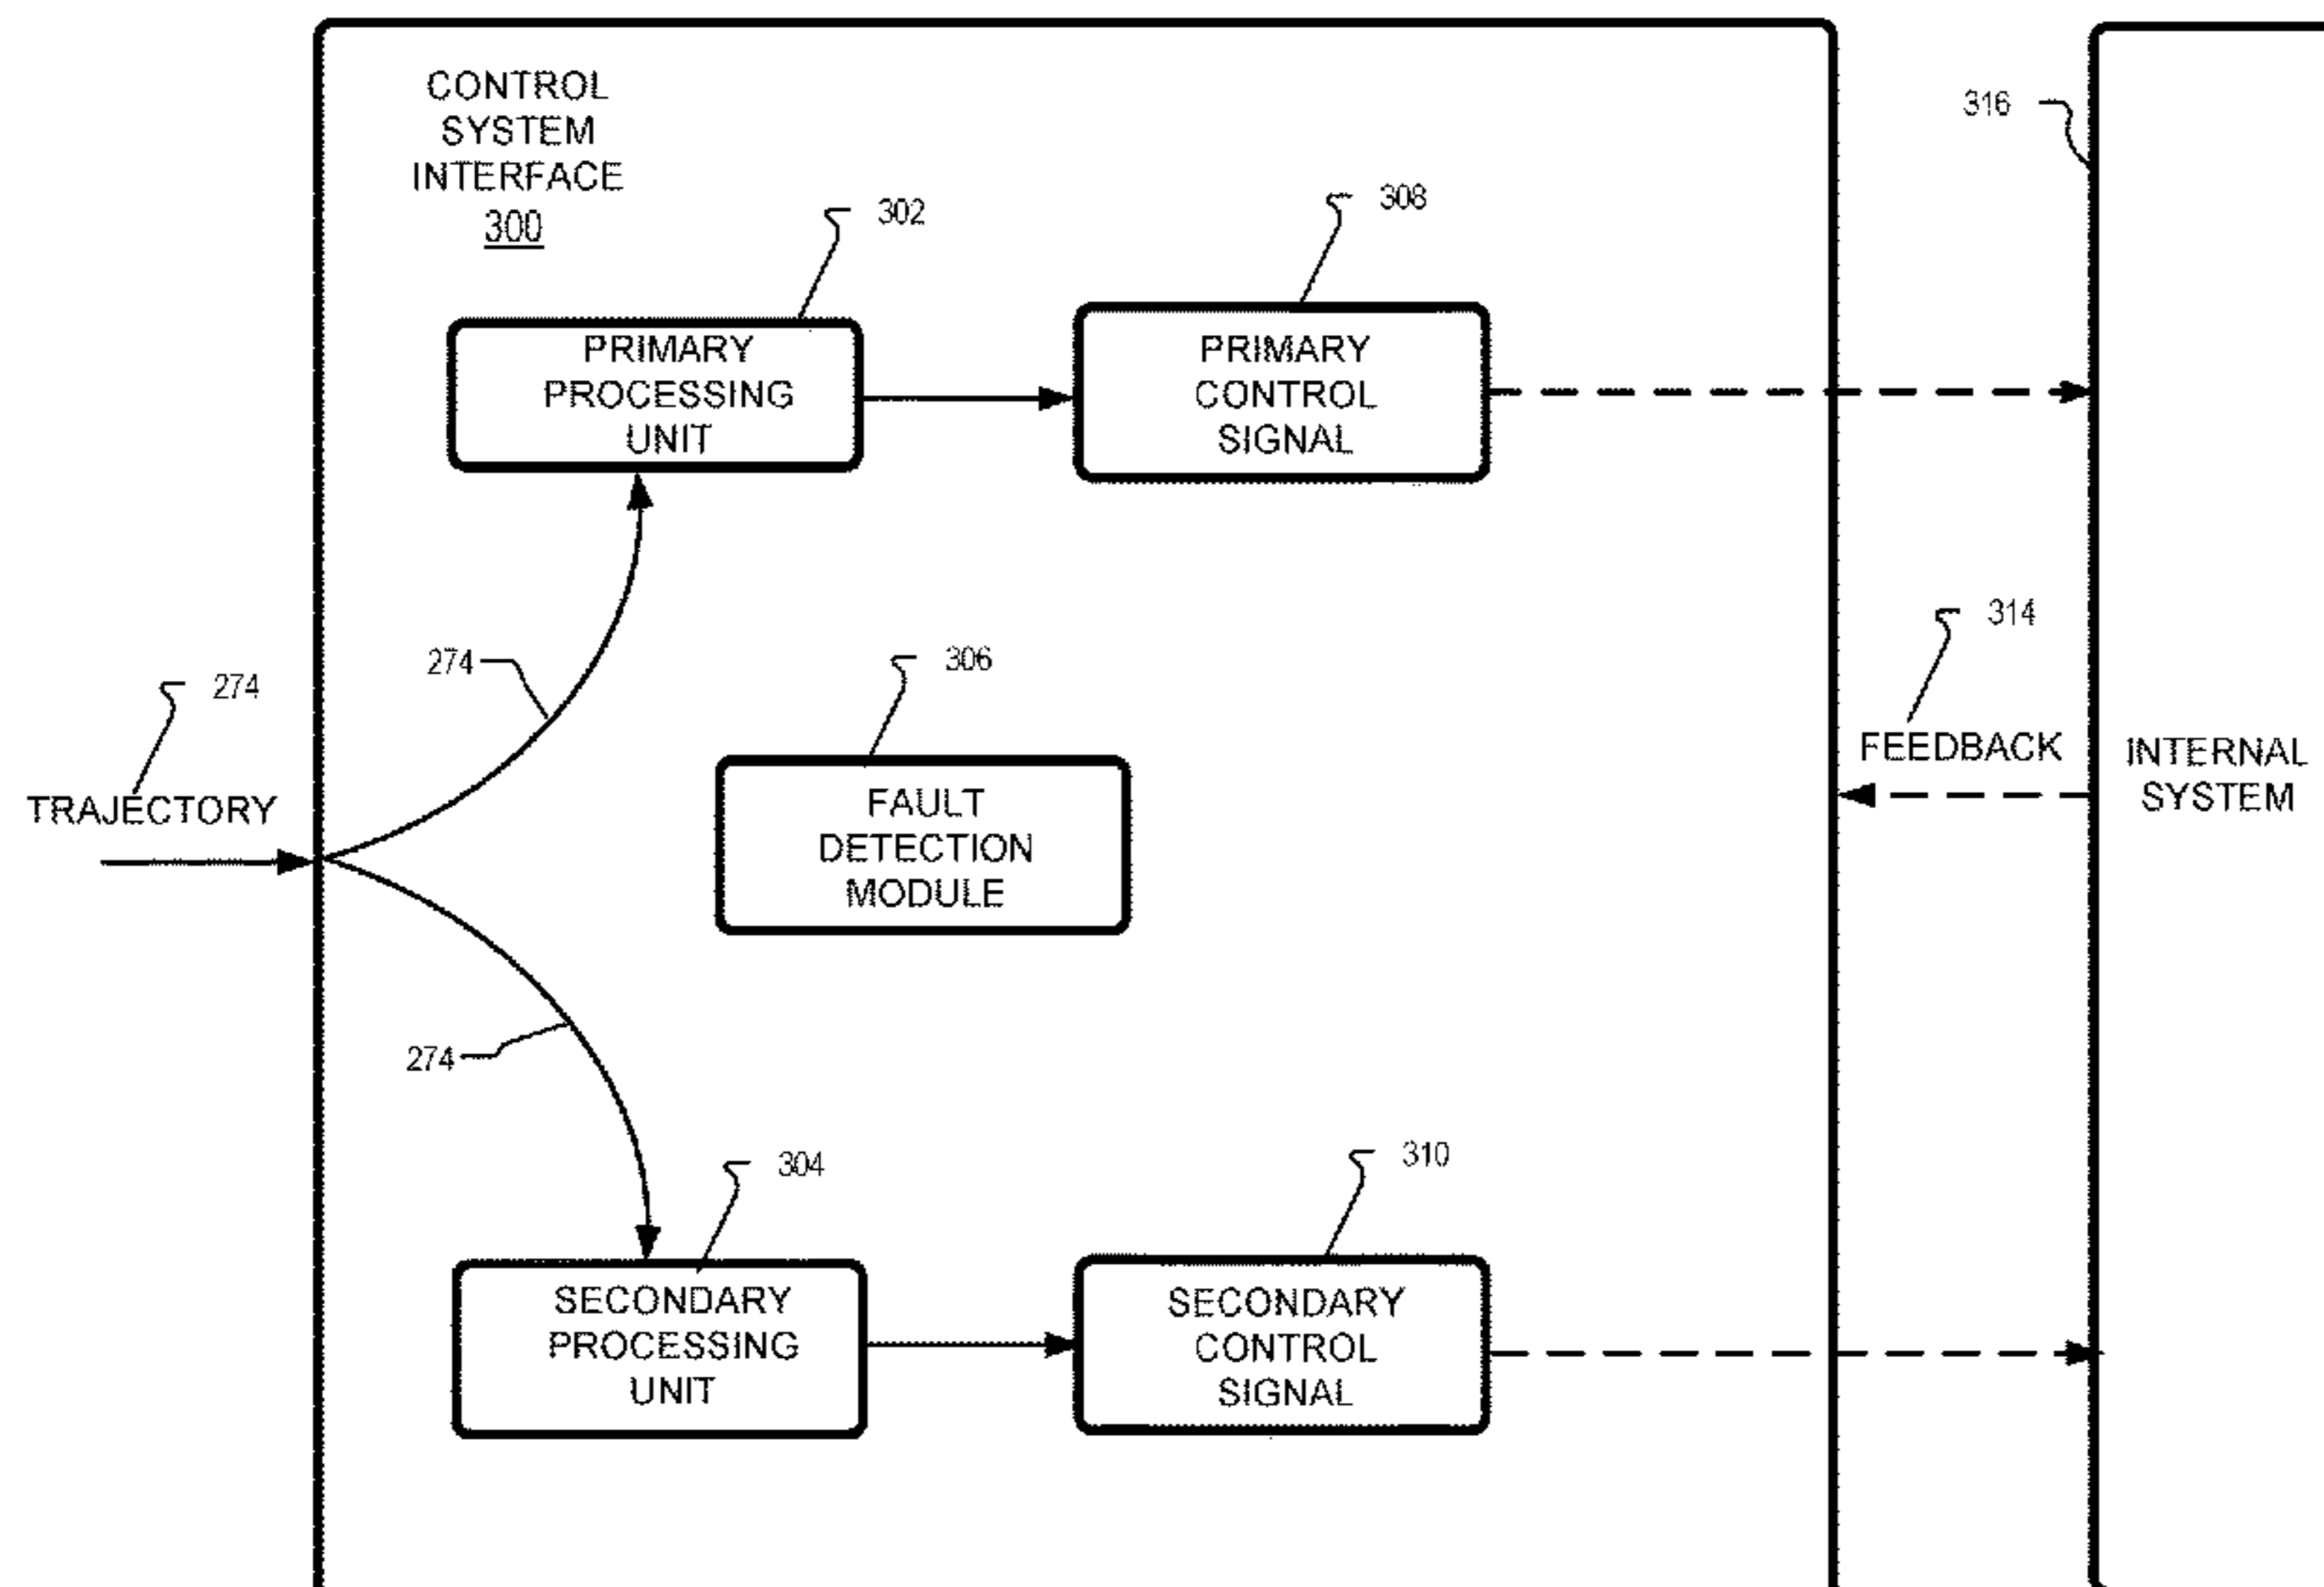 CONTROL
SYSTEM
INTERFACE
300
316
302
308
PRIMARY
PROCESSING
UNIT
PRIMARY
CONTROL
SIGNAL
314
274
306
274
FEEDBACK
INTERNAL
SYSTEM
TRAJECTORY
FAULT
DETECTION
MODULE
274
304
310
SECONDARY
PROCESSING
UNIT
SECONDARY
CONTROL
SIGNAL